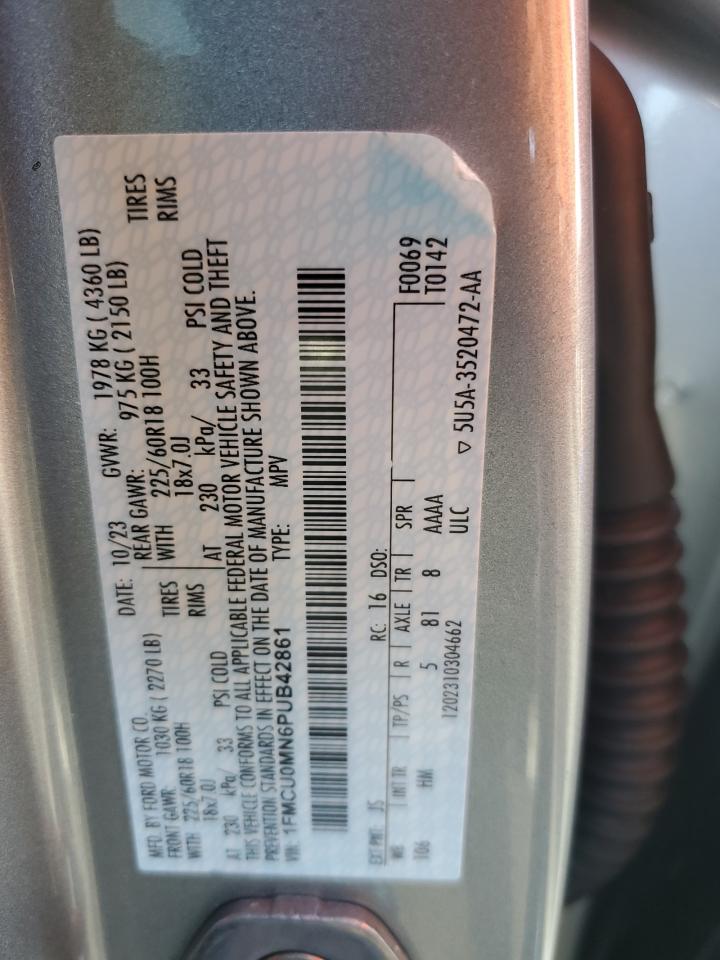 MFD. BY FORD MOTOR CO.
DATE: 10/23 GVWR: 1978 KG ( 4360 LB)
FRONT GAWR: 1030 KG ( 2270 LB) REAR GAWR: 975 KG ( 2150 LB)
WITH 225/60R18 100H TIRES WITH 225/60R18 100H TIRES
18x7.0J RIMS 18x7.0J RIMS
AT 230 kPa/ 33 PSI COLD AT 230 kPa/ 33 PSI COLD
THIS VEHICLE CONFORMS TO ALL APPLICABLE FEDERAL MOTOR VEHICLE SAFETY AND THEFT
PREVENTION STANDARDS IN EFFECT ON THE DATE OF MANUFACTURE SHOWN ABOVE.
VIN: 1FMCU0MN6PUB42861 TYPE: MPV
EXT PNT: JS RC: 16 DSO: F0069
WB INT TR TP/PS R AXLE TR SPR T0142
106 HM 5 81 8 AAAA
ULC 5U5A-3520472-AA
1202310304662